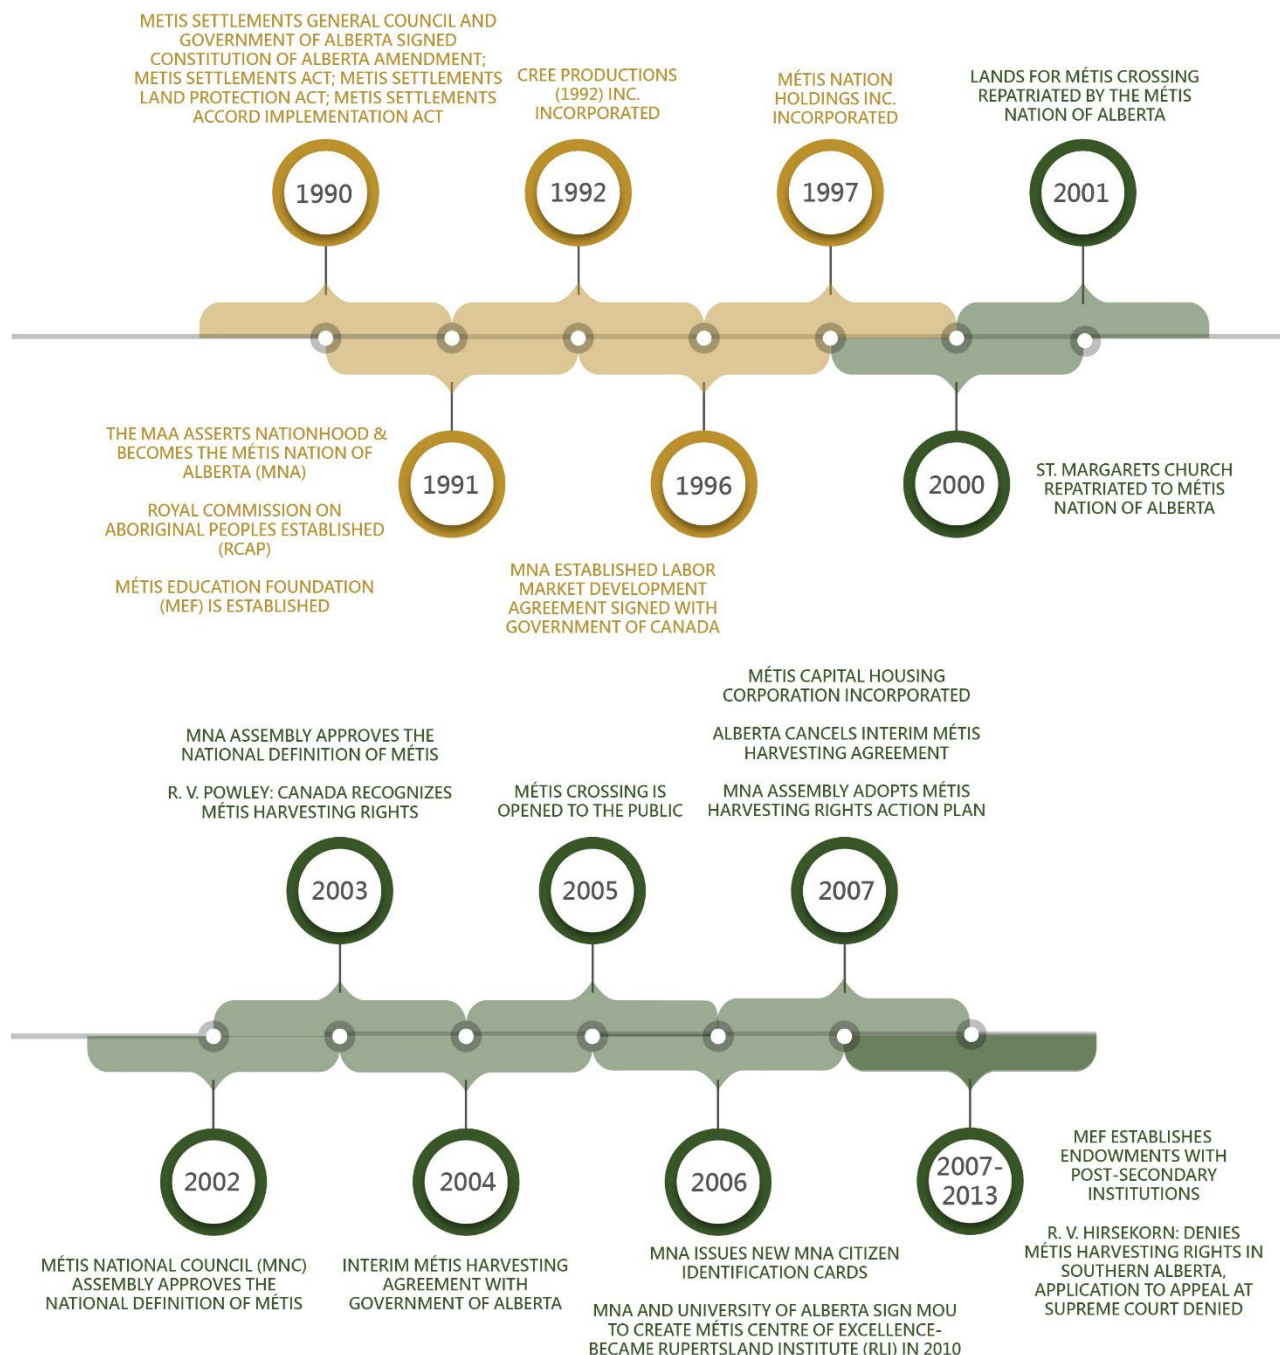 METIS SETTLEMENTS GENERAL COUNCIL AND
GOVERNMENT OF ALBERTA SIGNED
CONSTITUTION OF ALBERTA AMENDMENT;
METIS SETTLEMENTS ACT; METIS SETTLEMENTS
LAND PROTECTION ACT; METIS SETTLEMENTS
ACCORD IMPLEMENTATION ACT
1990
THE MAA ASSERTS NATIONHOOD &
BECOMES THE MÉTIS NATION OF
ALBERTA (MNA)
ROYAL COMMISSION ON
ABORIGINAL PEOPLES ESTABLISHED
(RCAP)
MÉTIS EDUCATION FOUNDATION
(MEF) IS ESTABLISHED
1991
CREE PRODUCTIONS
(1992) INC.
INCORPORATED
1992
1996
MNA ESTABLISHED LABOR
MARKET DEVELOPMENT
AGREEMENT SIGNED WITH
GOVERNMENT OF CANADA
MÉTIS NATION
HOLDINGS INC.
INCORPORATED
1997
2000
ST. MARGARETS CHURCH
REPATRIATED TO MÉTIS
NATION OF ALBERTA
LANDS FOR MÉTIS CROSSING
REPATRIATED BY THE MÉTIS
NATION OF ALBERTA
2001
2002
MÉTIS NATIONAL COUNCIL (MNC)
ASSEMBLY APPROVES THE
NATIONAL DEFINITION OF MÉTIS
MNA ASSEMBLY APPROVES THE
NATIONAL DEFINITION OF MÉTIS
R. V. POWLEY: CANADA RECOGNIZES
MÉTIS HARVESTING RIGHTS
2003
2004
INTERIM MÉTIS HARVESTING
AGREEMENT WITH
GOVERNMENT OF ALBERTA
MÉTIS CROSSING IS
OPENED TO THE PUBLIC
2005
2006
MNA ISSUES NEW MNA CITIZEN
IDENTIFICATION CARDS
MNA AND UNIVERSITY OF ALBERTA SIGN MOU
TO CREATE MÉTIS CENTRE OF EXCELLENCE-
BECAME RUPERTSLAND INSTITUTE (RLI) IN 2010
MÉTIS CAPITAL HOUSING
CORPORATION INCORPORATED
ALBERTA CANCELS INTERIM MÉTIS
HARVESTING AGREEMENT
MNA ASSEMBLY ADOPTS MÉTIS
HARVESTING RIGHTS ACTION PLAN
2007
2007-
2013
MEF ESTABLISHES
ENDOWMENTS WITH
POST-SECONDARY
INSTITUTIONS
R. V. HIRSEKORN: DENIES
MÉTIS HARVESTING RIGHTS IN
SOUTHERN ALBERTA,
APPLICATION TO APPEAL AT
SUPREME COURT DENIED